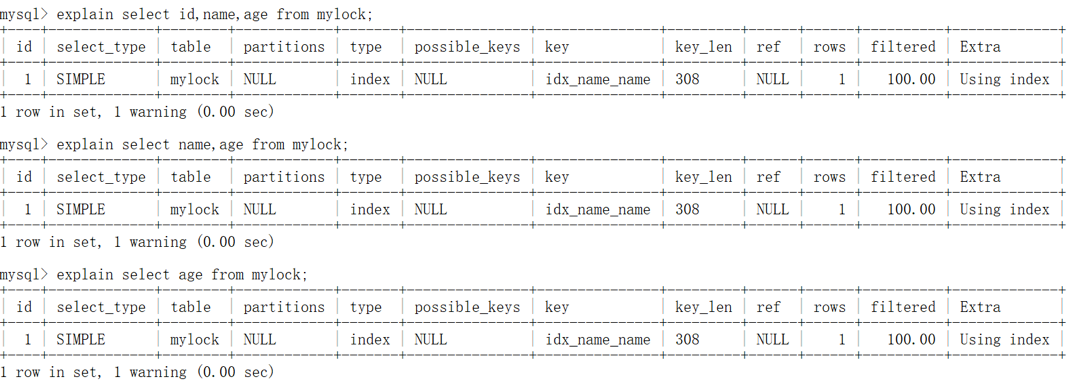 mysql> explain select id,name,age from mylock;
+----+-------------+--------+------------+-------+---------------+---------------+---------+------+------+----------+-------------+
| id | select_type | table | partitions | type | possible_keys | key | key_len | ref | rows | filtered | Extra |
+----+-------------+--------+------------+-------+---------------+---------------+---------+------+------+----------+-------------+
| 1 | SIMPLE | mylock | NULL | index | NULL | idx_name_name | 308 | NULL | 1 | 100.00 | Using index |
+----+-------------+--------+------------+-------+---------------+---------------+---------+------+------+----------+-------------+
1 row in set, 1 warning (0.00 sec)
mysql> explain select name,age from mylock;
+----+-------------+--------+------------+-------+---------------+---------------+---------+------+------+----------+-------------+
| id | select_type | table | partitions | type | possible_keys | key | key_len | ref | rows | filtered | Extra |
+----+-------------+--------+------------+-------+---------------+---------------+---------+------+------+----------+-------------+
| 1 | SIMPLE | mylock | NULL | index | NULL | idx_name_name | 308 | NULL | 1 | 100.00 | Using index |
+----+-------------+--------+------------+-------+---------------+---------------+---------+------+------+----------+-------------+
1 row in set, 1 warning (0.00 sec)
mysql> explain select age from mylock;
+----+-------------+--------+------------+-------+---------------+---------------+---------+------+------+----------+-------------+
| id | select_type | table | partitions | type | possible_keys | key | key_len | ref | rows | filtered | Extra |
+----+-------------+--------+------------+-------+---------------+---------------+---------+------+------+----------+-------------+
| 1 | SIMPLE | mylock | NULL | index | NULL | idx_name_name | 308 | NULL | 1 | 100.00 | Using index |
+----+-------------+--------+------------+-------+---------------+---------------+---------+------+------+----------+-------------+
1 row in set, 1 warning (0.00 sec)